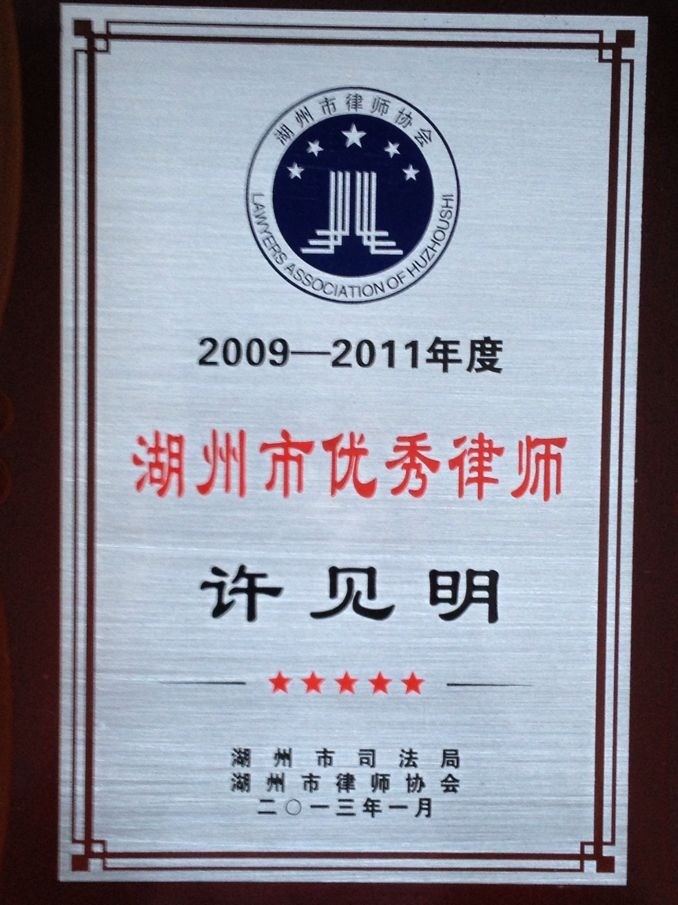 湖州市律师协会
LAWYERS ASSOCIATION OF HUZHOUSHI
2009—2011年度
湖州市优秀律师
许见明
湖州市司法局
湖州市律师协会
二〇一三年一月